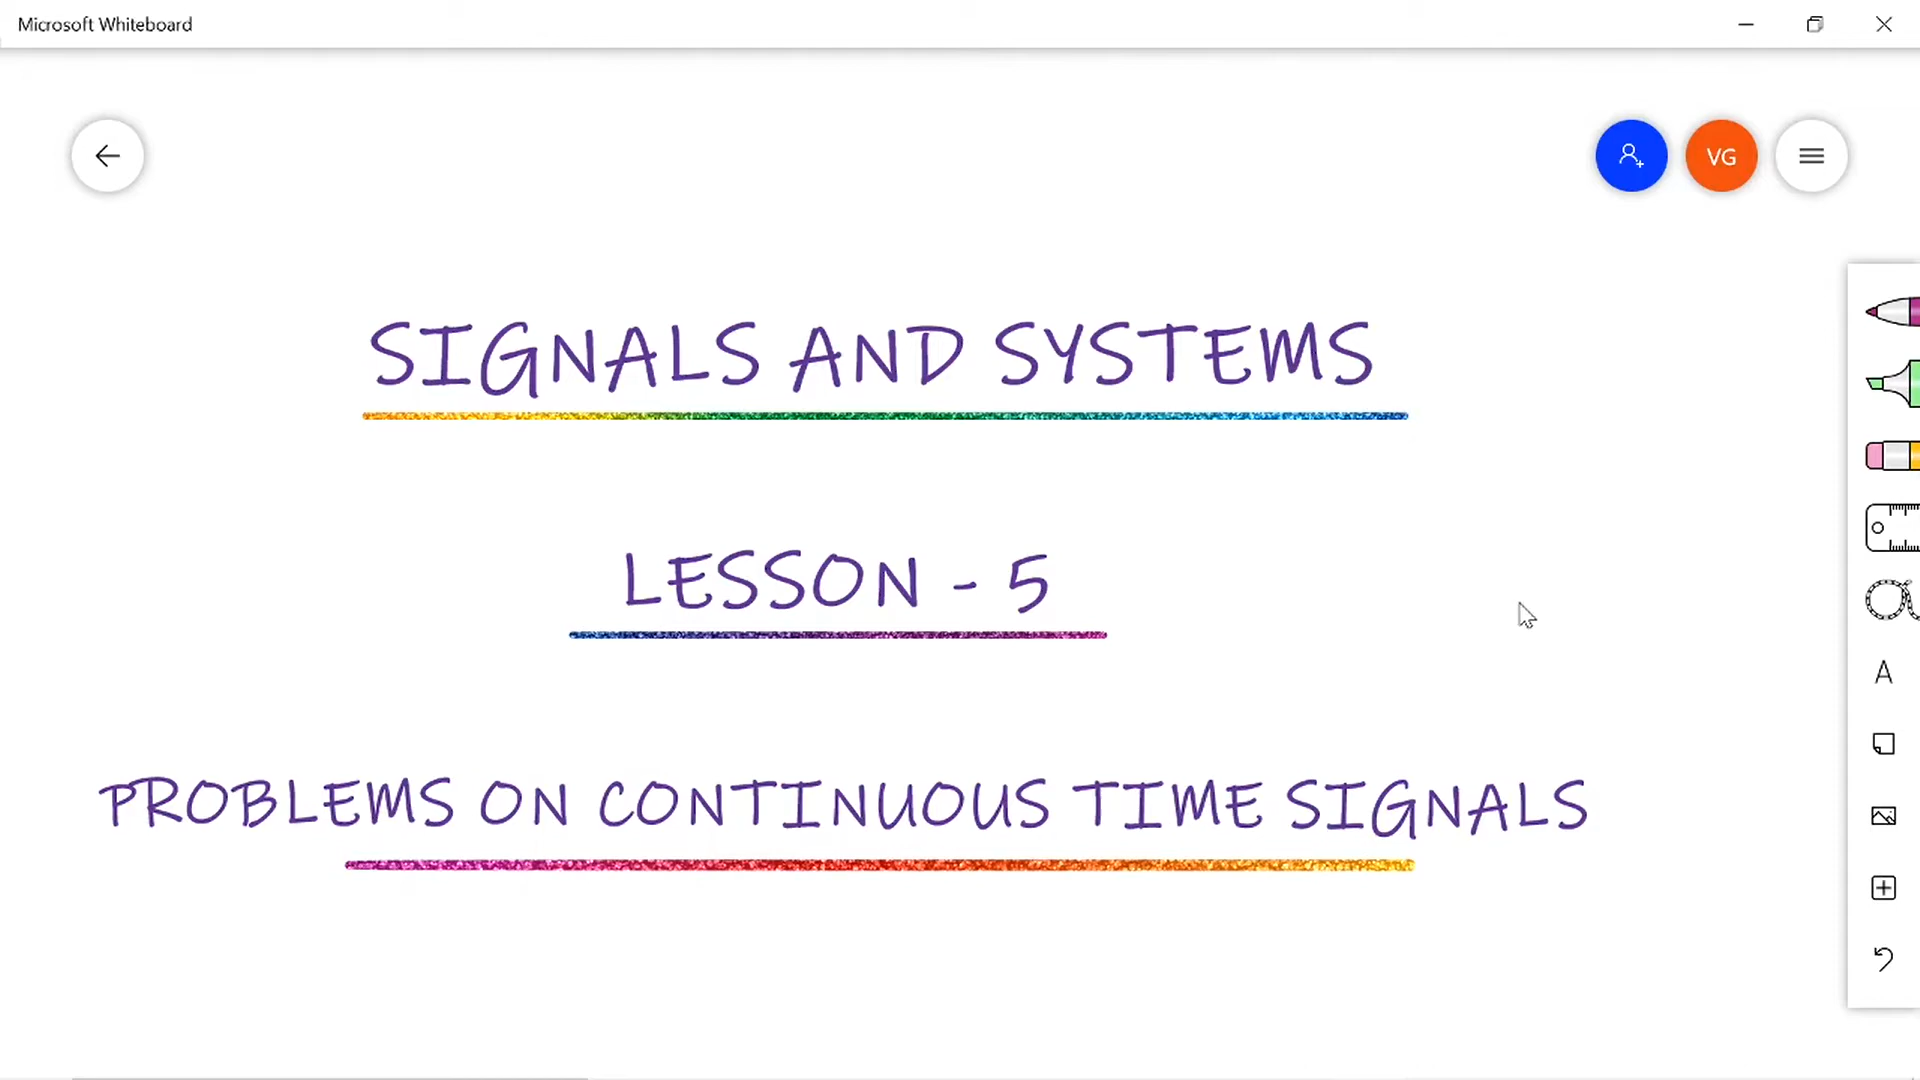 Microsoft Whiteboard
VG
SIGNALS AND SYSTEMS
LESSON - 5
A
PROBLEMS ON CONTINUOUS TIME SIGNALS